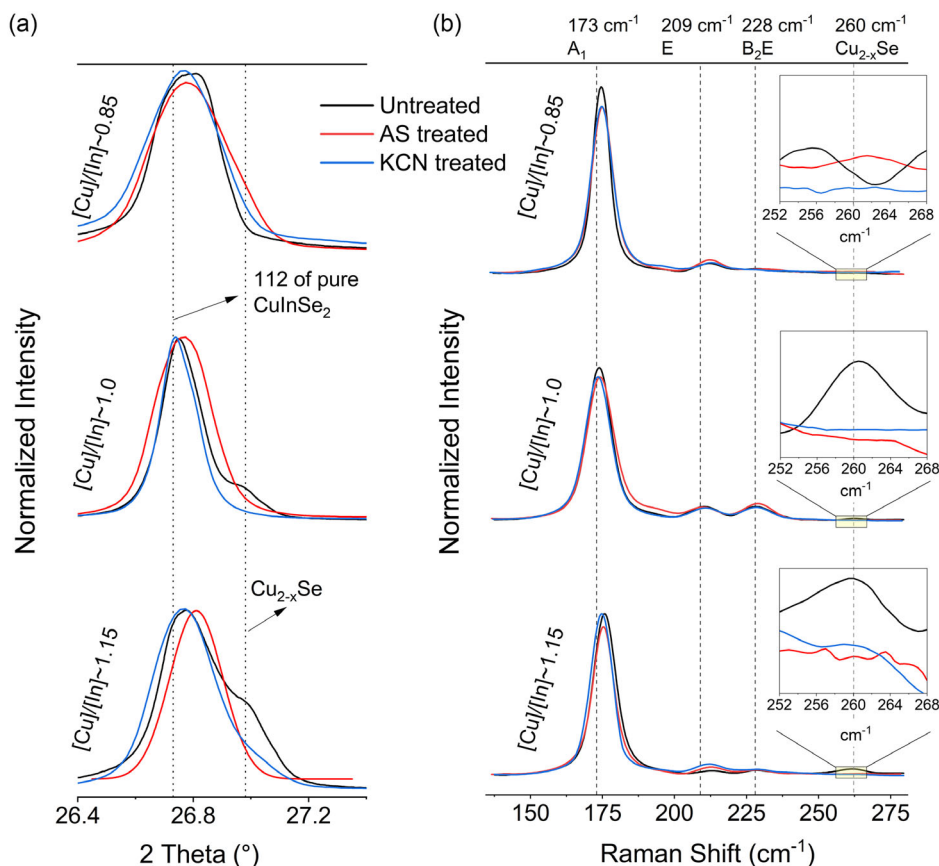 (a)
[Cu]/[In]~0.85
Untreated
AS treated
KCN treated
112 of pure
CuInSe₂
[Cu]/[In]~1.0
Cu₂₋ₓSe
[Cu]/[In]~1.15
Normalized Intensity
26.4 26.8 27.2
2 Theta (°)
(b)
173 cm⁻¹ 209 cm⁻¹ 228 cm⁻¹ 260 cm⁻¹
A₁ E B₂E Cu₂₋ₓSe
[Cu]/[In]~0.85
252 256 260 264 268
cm⁻¹
[Cu]/[In]~1.0
252 256 260 264 268
cm⁻¹
[Cu]/[In]~1.15
252 256 260 264 268
cm⁻¹
Normalized Intensity
150 175 200 225 250 275
Raman Shift (cm⁻¹)